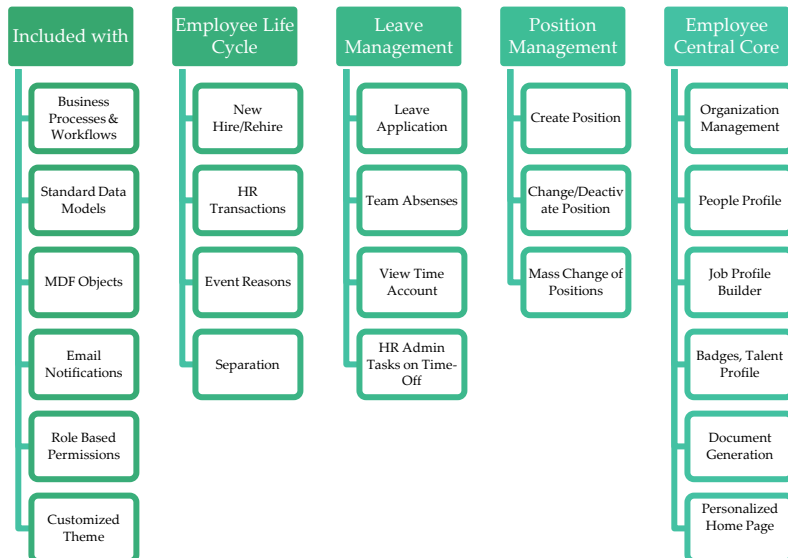 Included with
Business
Processes &
Workflows
Standard Data
Models
MDF Objects
Email
Notifications
Role Based
Permissions
Customized
Theme
Employee Life
Cycle
New
Hire/Rehire
HR
Transactions
Event Reasons
Separation
Leave
Management
Leave
Application
Team Absences
View Time
Account
HR Admin
Tasks on Time-
Off
Position
Management
Create Position
Change/Deactiv
ate Position
Mass Change of
Positions
Employee
Central Core
Organization
Management
People Profile
Job Profile
Builder
Badges, Talent
Profile
Document
Generation
Personalized
Home Page